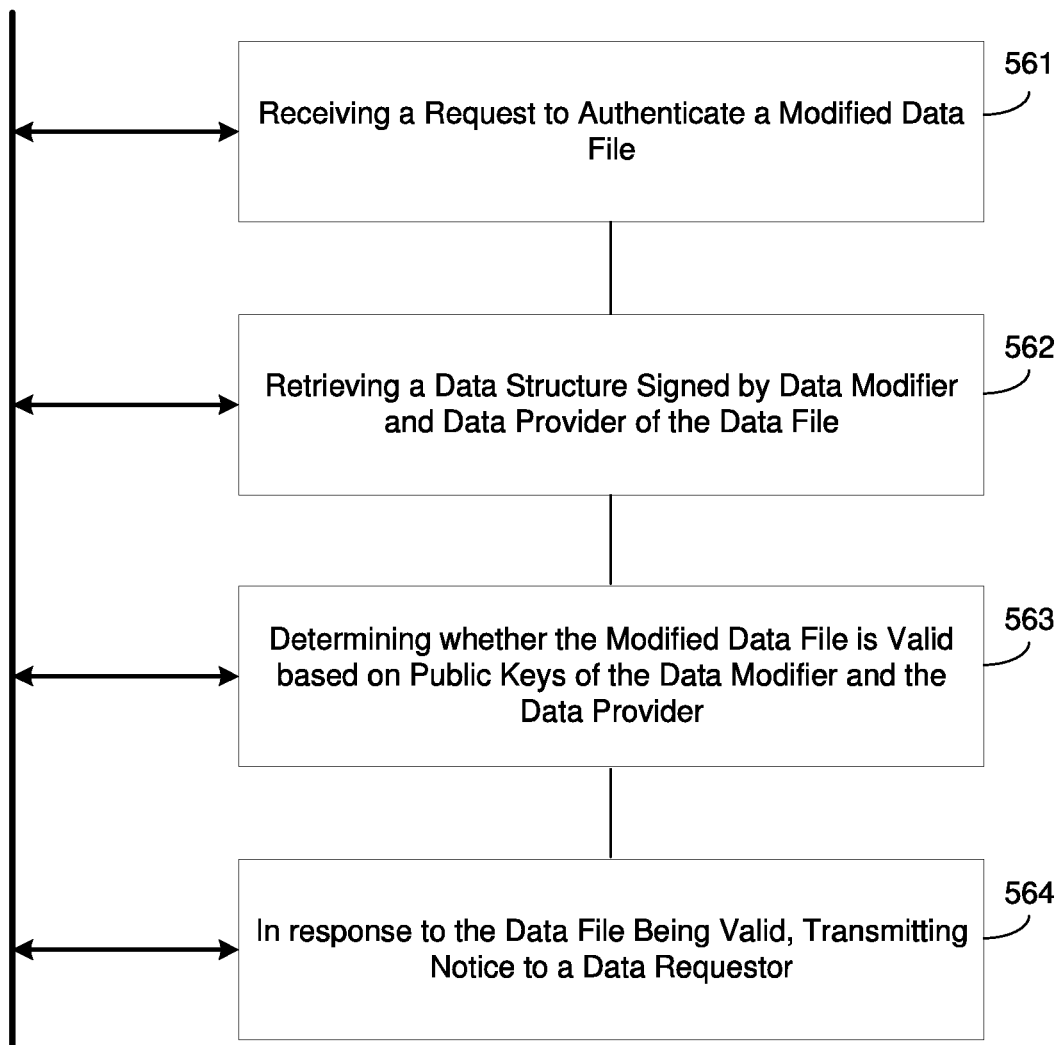 561
Receiving a Request to Authenticate a Modified Data
File
562
Retrieving a Data Structure Signed by Data Modifier
and Data Provider of the Data File
563
Determining whether the Modified Data File is Valid
based on Public Keys of the Data Modifier and the
Data Provider
564
In response to the Data File Being Valid, Transmitting
Notice to a Data Requestor